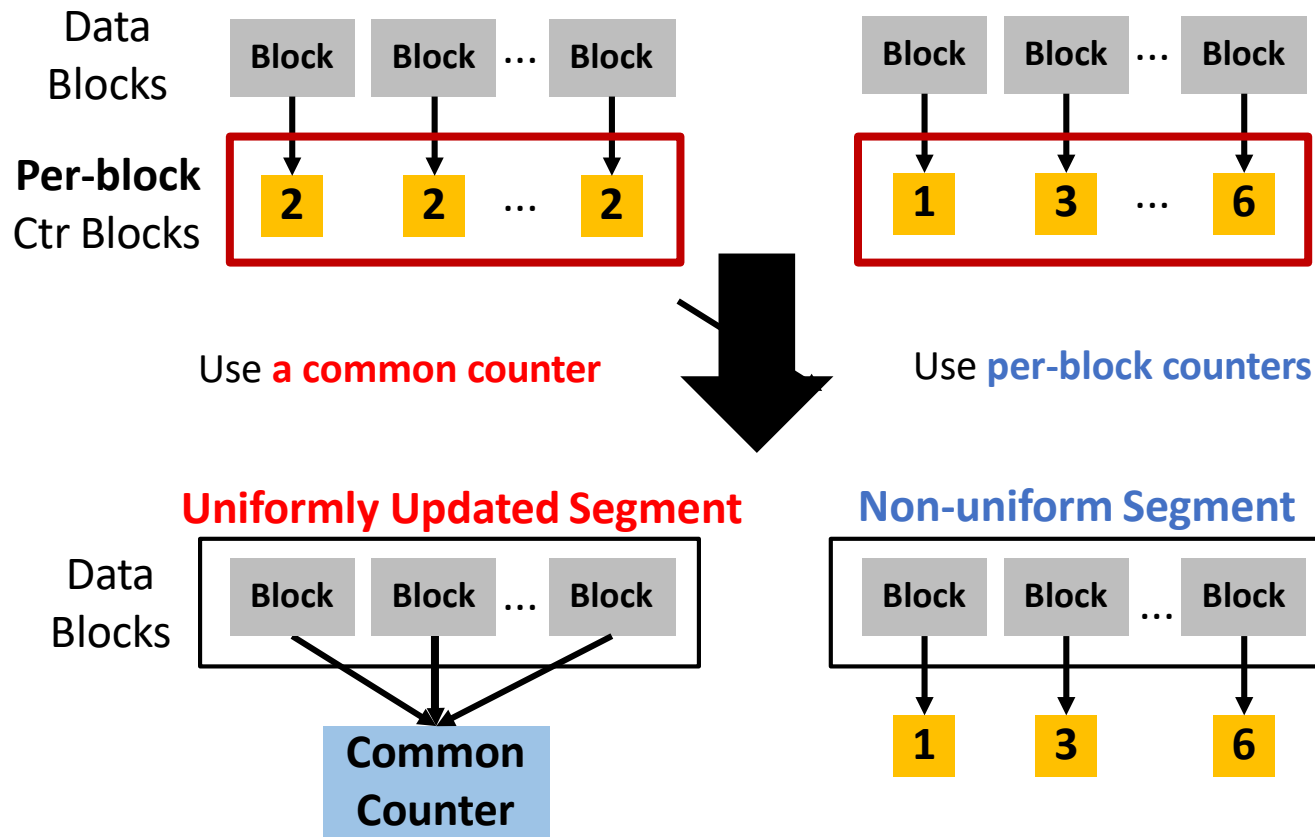 Data
Blocks
Block Block ... Block
Block Block ... Block
Per-block
Ctr Blocks
2 2 ... 2
1 3 ... 6
Use a common counter
Use per-block counters
Uniformly Updated Segment
Non-uniform Segment
Data
Blocks
Block Block ... Block
Block Block ... Block
Common
Counter
1 3 6